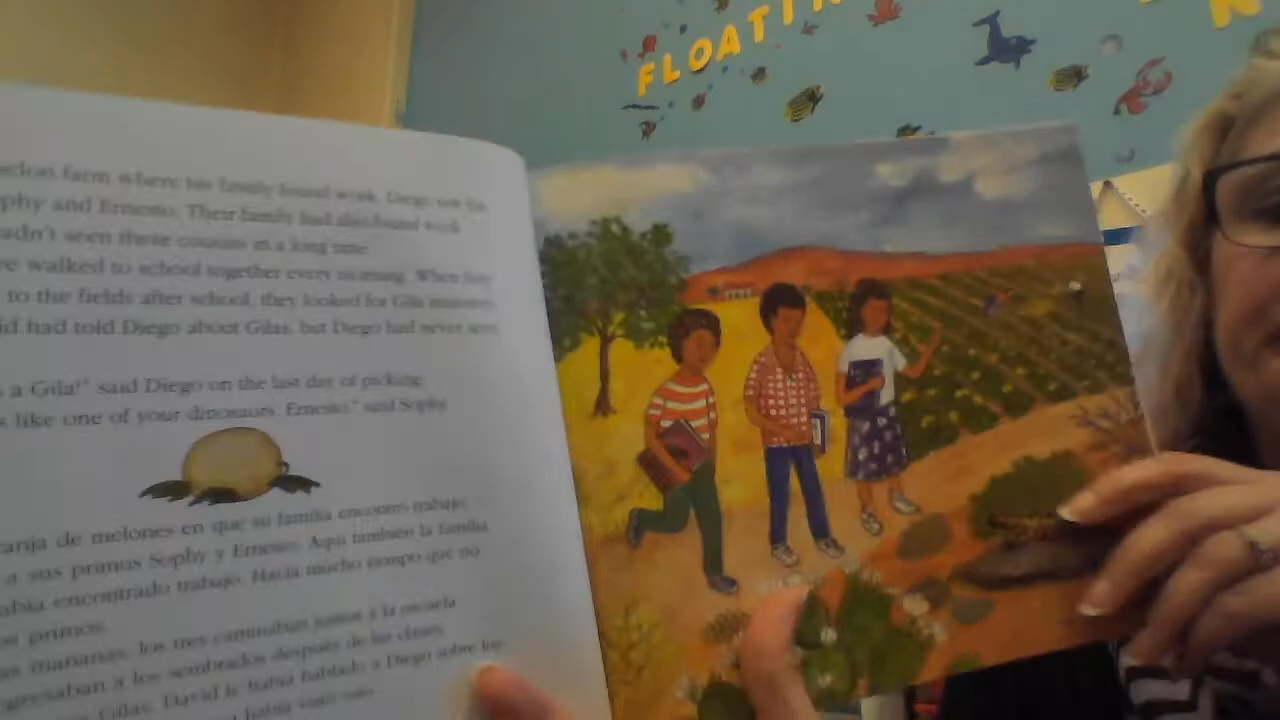 FLOATIN
N
farm where his family found work. Diego saw his
phy and Ernesto. Their family had also found work
adn't seen these cousins in a long time.
e walked to school together every morning. When they
to the fields after school, they looked for Gila monsters.
id had told Diego about Gilas, but Diego had never seen
a Gila!" said Diego on the last day of picking.
s like one of your dinosaurs, Ernesto," said Sophy.
anja de melones en que su familia encontró trabajo,
a sus primos Sophy y Ernesto. Aquí también la familia
abía encontrado trabajo. Hacía mucho tiempo que no
os primos.
as mañanas, los tres caminaban juntos a la escuela
gresaban a los sembrados después de las clases,
Gilas. David le había hablado a Diego sobre los
había visto